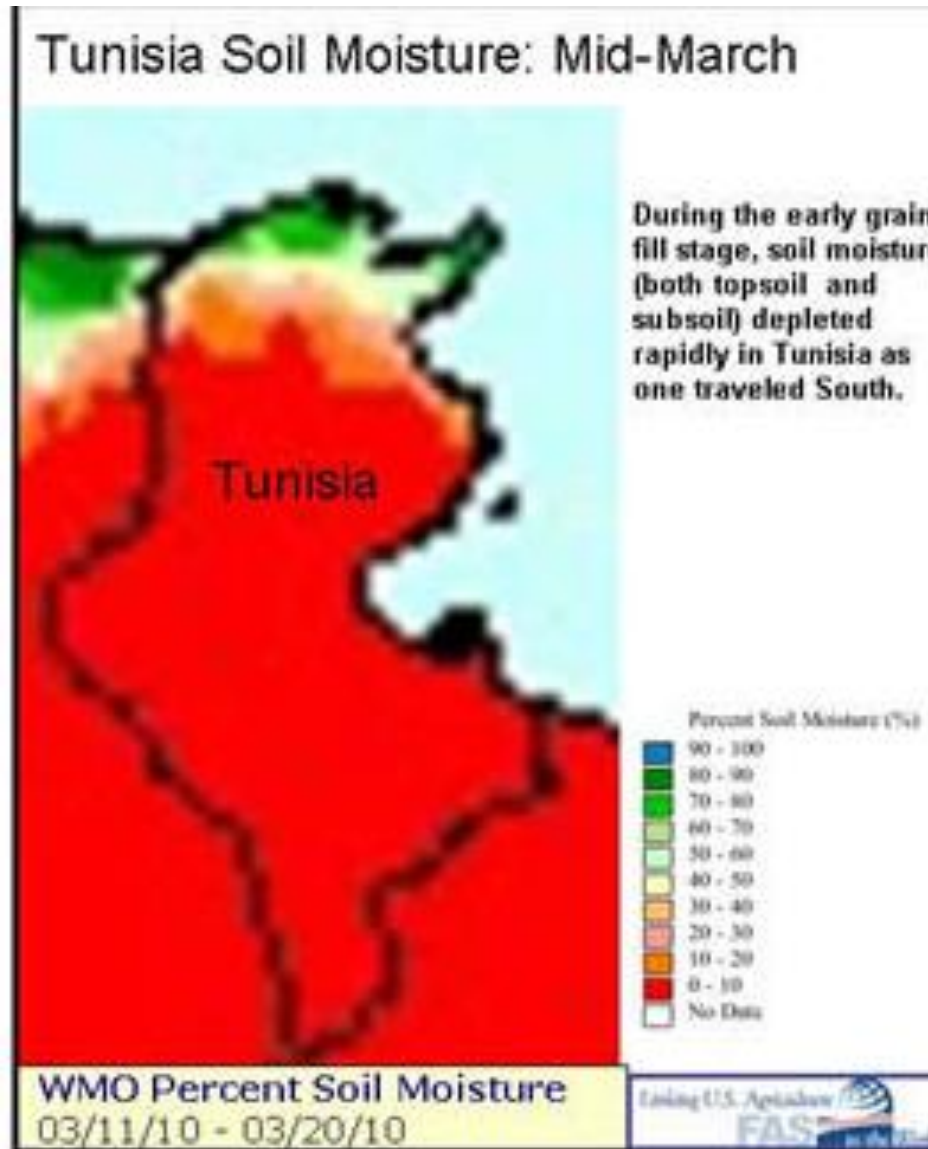 Tunisia Soil Moisture: Mid-March
During the early grain
fill stage, soil moistur
(both topsoil and
subsoil) depleted
rapidly in Tunisia as
one traveled South.
Tunisia
Percent Soil Moisture (%)
90 - 100
80 - 90
70 - 80
60 - 70
50 - 60
40 - 50
30 - 40
20 - 30
10 - 20
0 - 10
No Data
WMO Percent Soil Moisture
03/11/10 - 03/20/10
Linking U.S. Agriculture
FAS